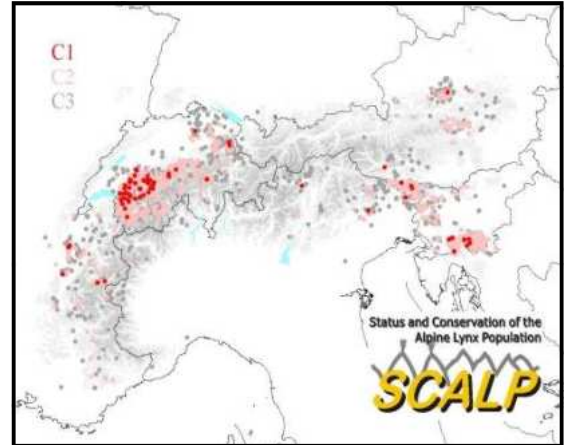 C1
C2
C3
Status and Conservation of the
Alpine Lynx Population
SCALP